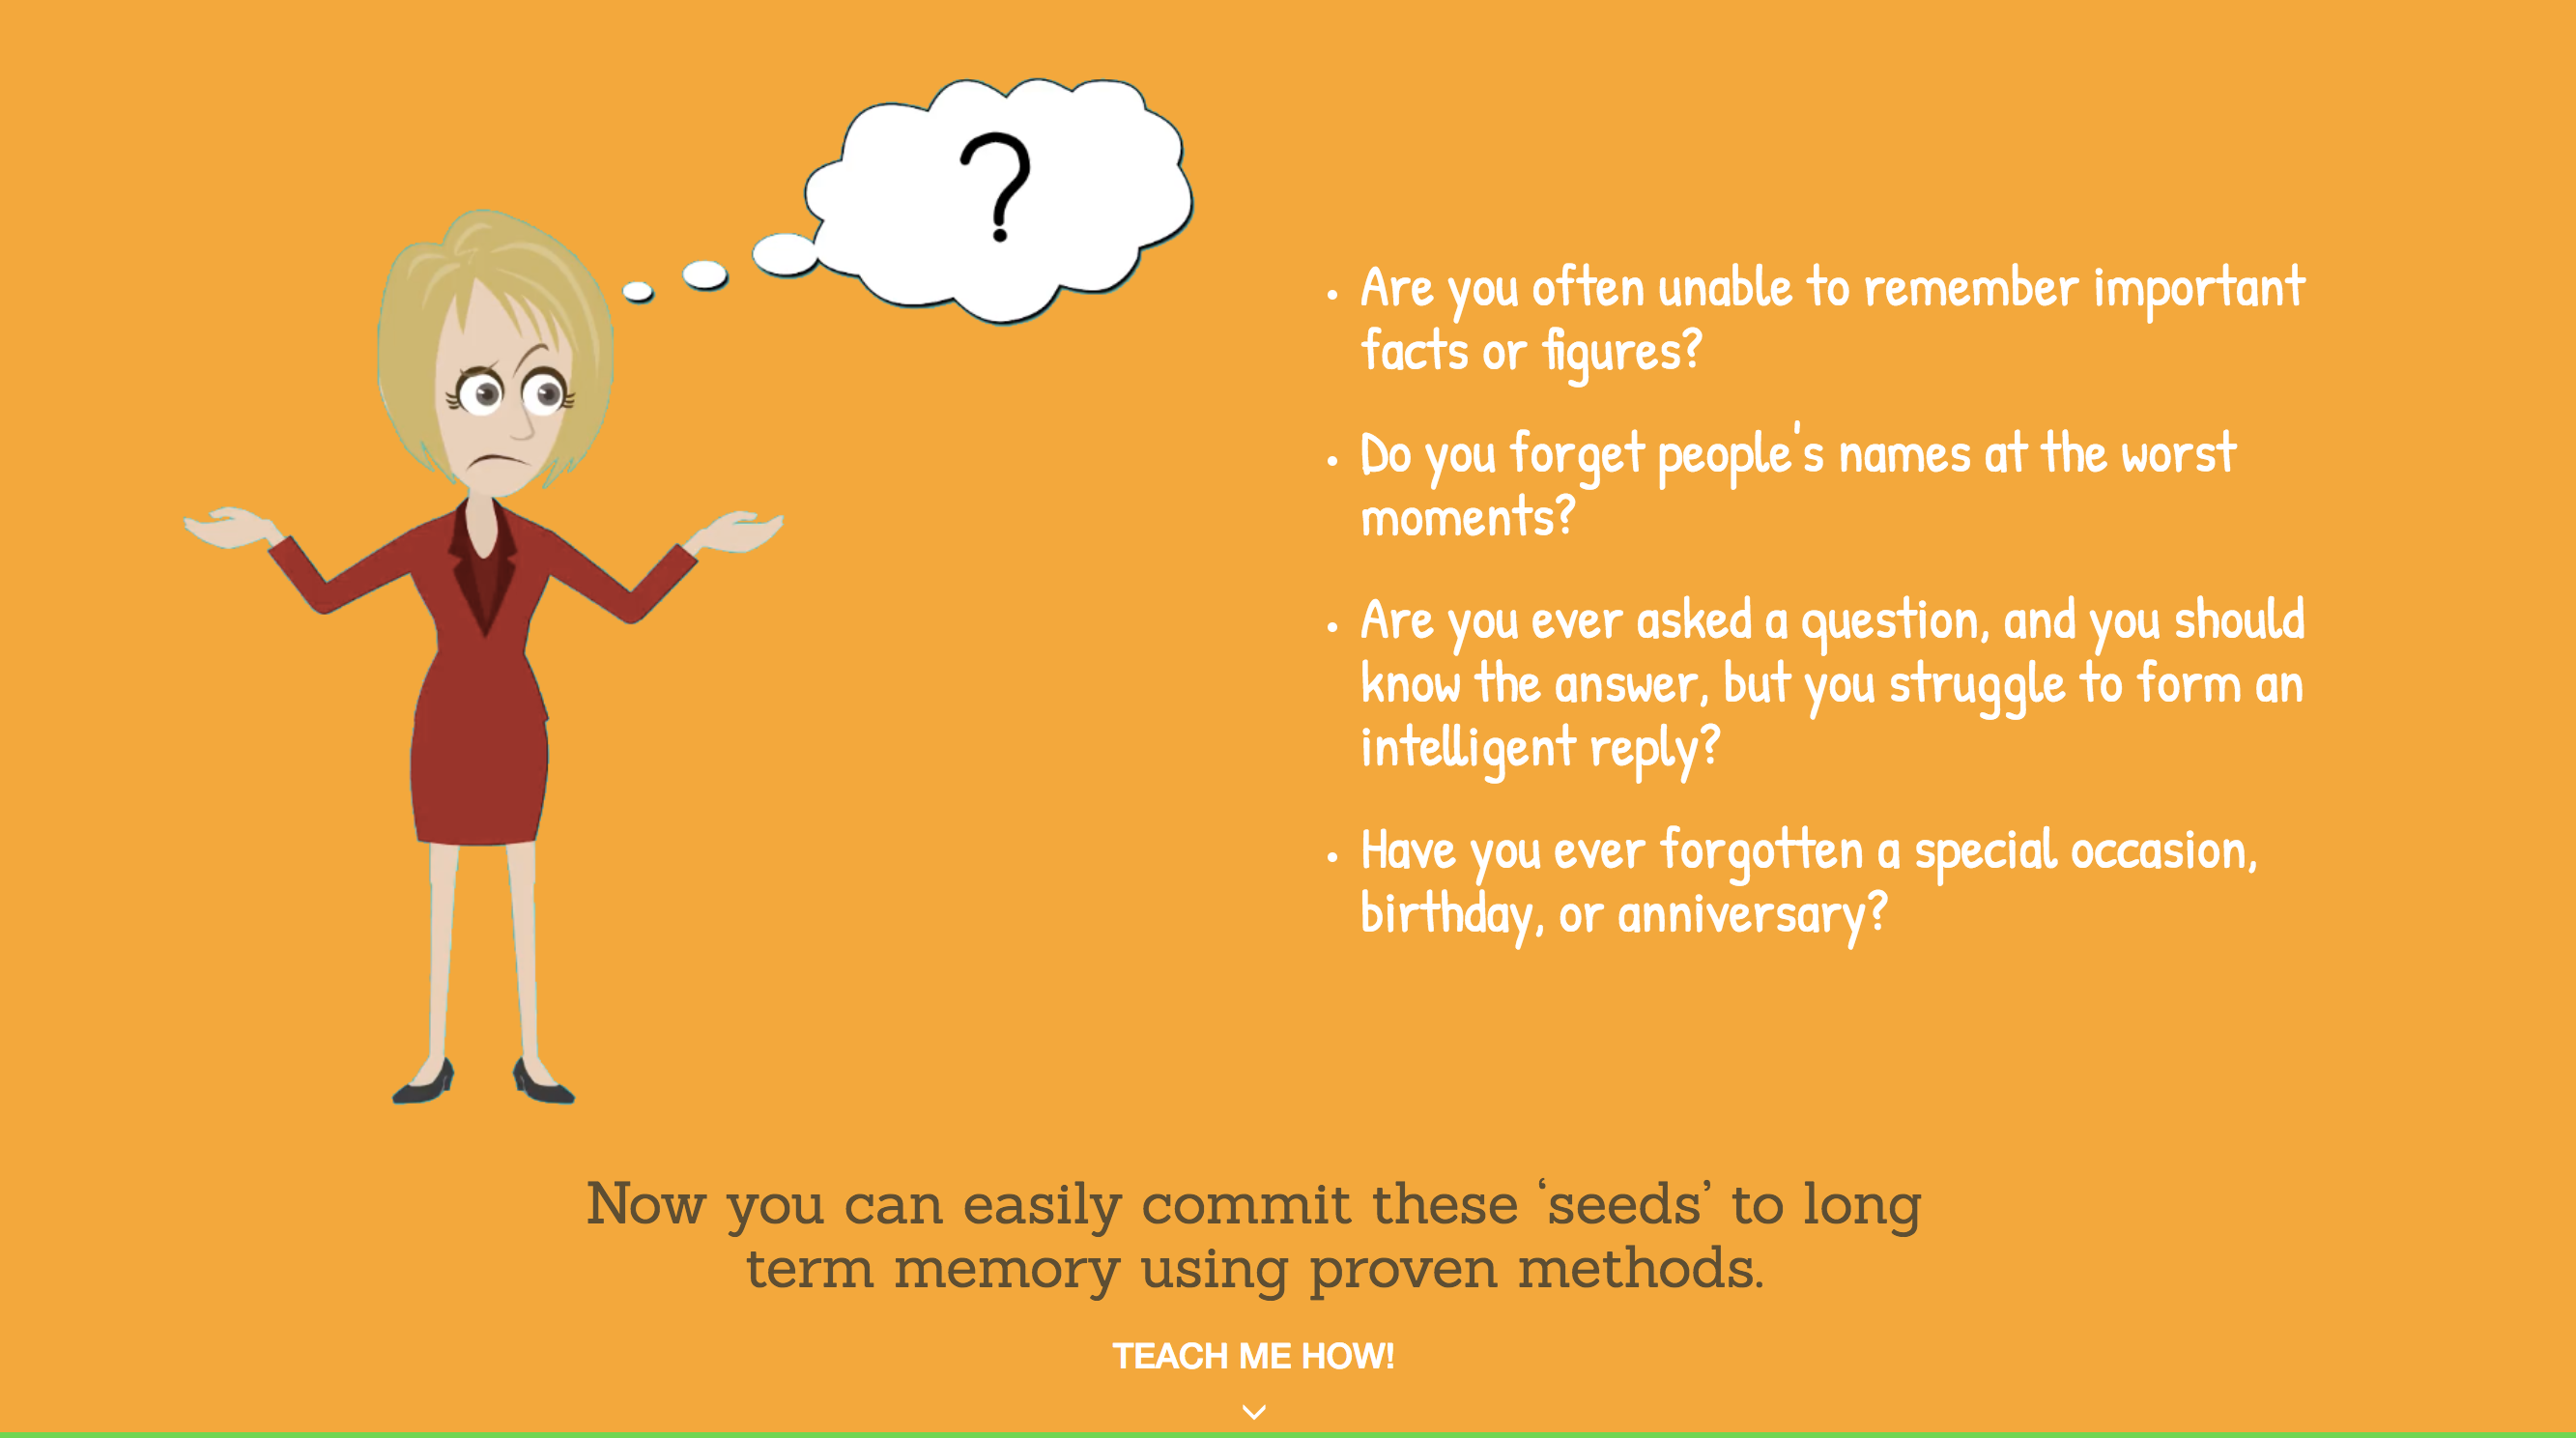 ?
• Are you often unable to remember important
facts or figures?
• Do you forget people's names at the worst
moments?
• Are you ever asked a question, and you should
know the answer, but you struggle to form an
intelligent reply?
• Have you ever forgotten a special occasion,
birthday, or anniversary?
Now you can easily commit these ‘seeds’ to long
term memory using proven methods.
TEACH ME HOW!